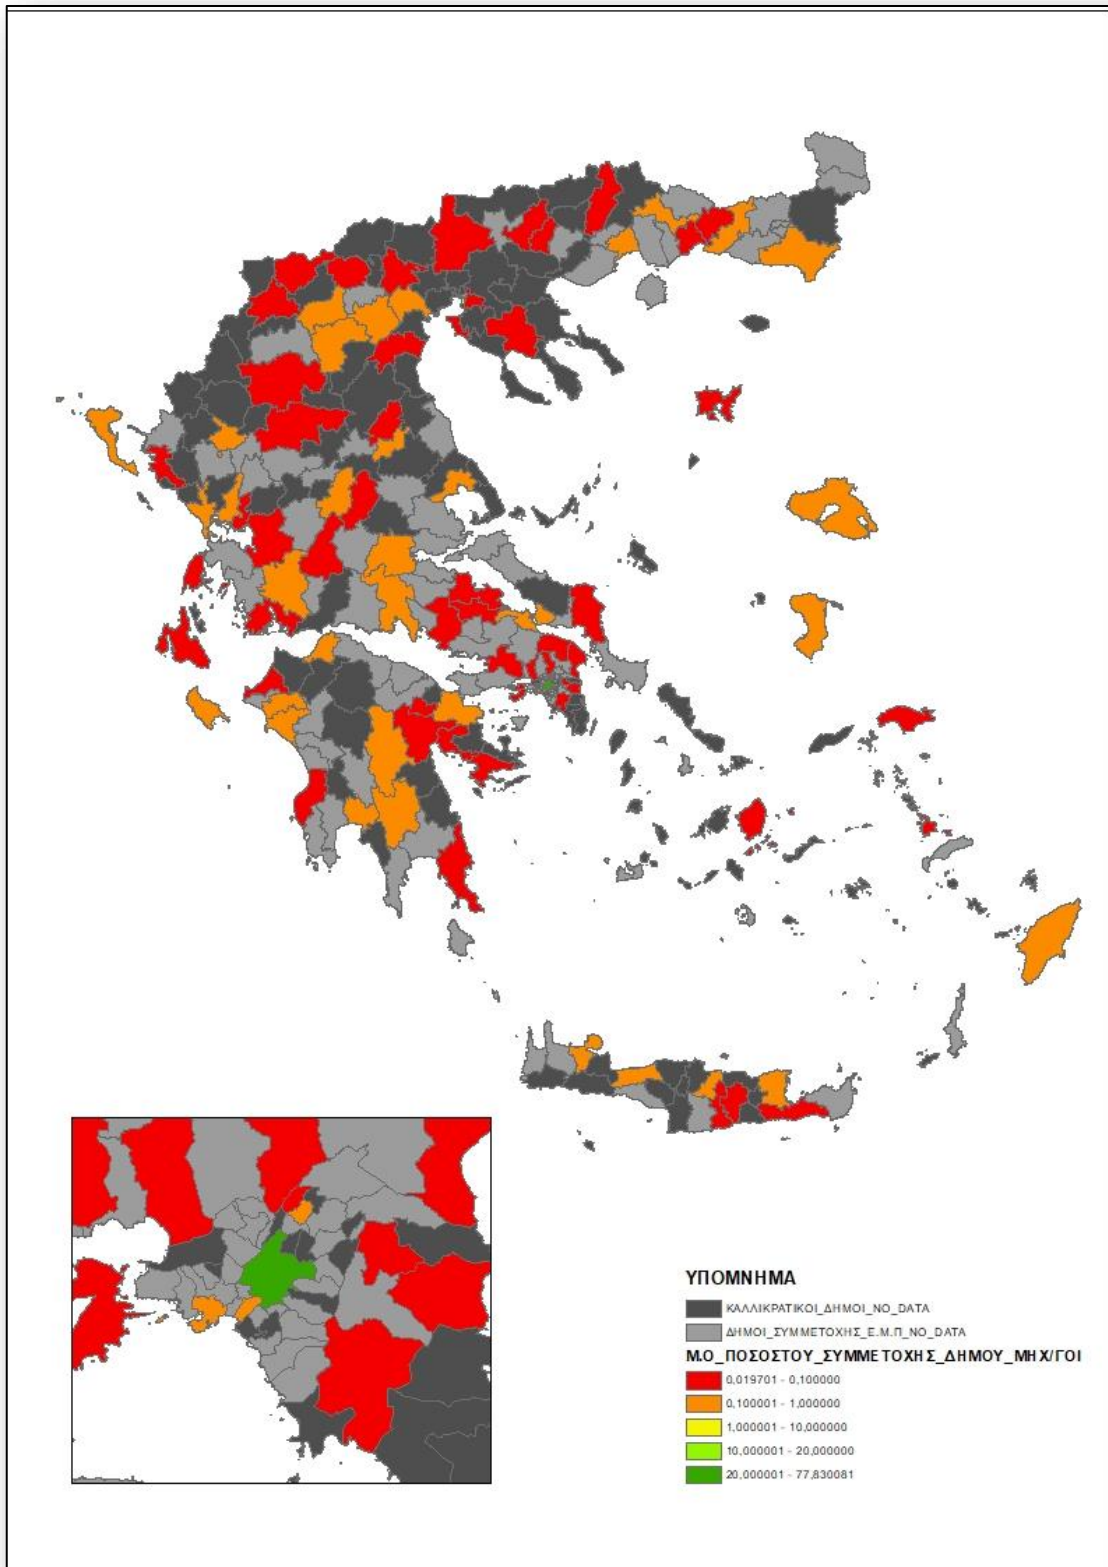 ΥΠΟΜΝΗΜΑ
ΚΑΛΛΙΚΡΑΤΙΚΟΙ_ΔΗΜΟΙ_NO_DATA
ΔΗΜΟΙ_ΣΥΜΜΕΤΟΧΗΣ_Ε.Μ.Π_NO_DATA
Μ.Ο_ΠΟΣΟΣΤΟΥ_ΣΥΜΜΕΤΟΧΗΣ_ΔΗΜΟΥ_ΜΗΧ/ΓΟΙ
0,019701 - 0,100000
0,100001 - 1,000000
1,000001 - 10,000000
10,000001 - 20,000000
20,000001 - 77,830081